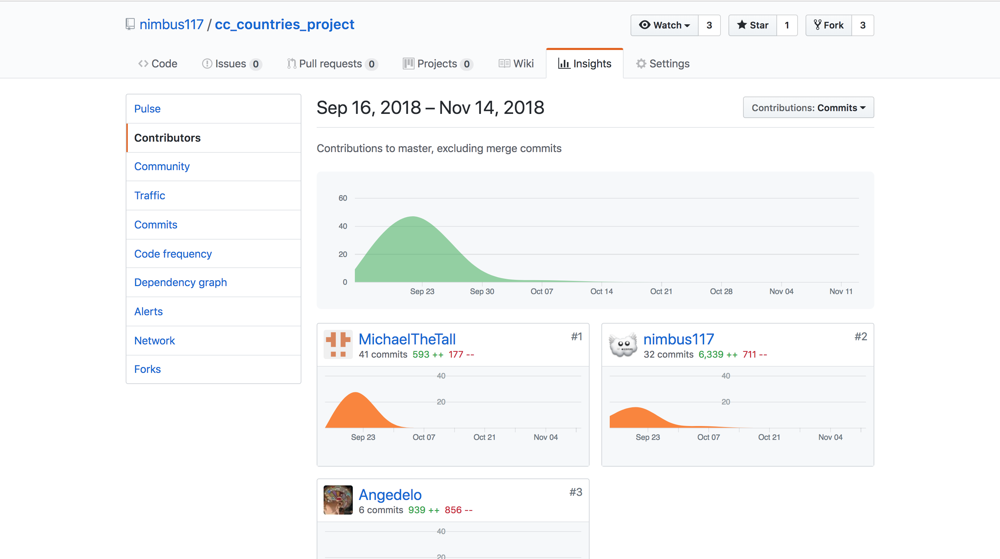 nimbus117 / cc_countries_project
Watch 3 Star 1 Fork 3
Code Issues 0 Pull requests 0 Projects 0 Wiki Insights Settings
Pulse
Contributors
Community
Traffic
Commits
Code frequency
Dependency graph
Alerts
Network
Forks
Sep 16, 2018 – Nov 14, 2018
Contributions: Commits
Contributions to master, excluding merge commits
60
40
20
0
Sep 23 Sep 30 Oct 07 Oct 14 Oct 21 Oct 28 Nov 04 Nov 11
MichaelTheTall #1
41 commits 593 ++ 177 --
40
20
Sep 23 Oct 07 Oct 21 Nov 04
nimbus117 #2
32 commits 6,339 ++ 711 --
40
20
Sep 23 Oct 07 Oct 21 Nov 04
Angedelo #3
6 commits 939 ++ 856 --
40
20